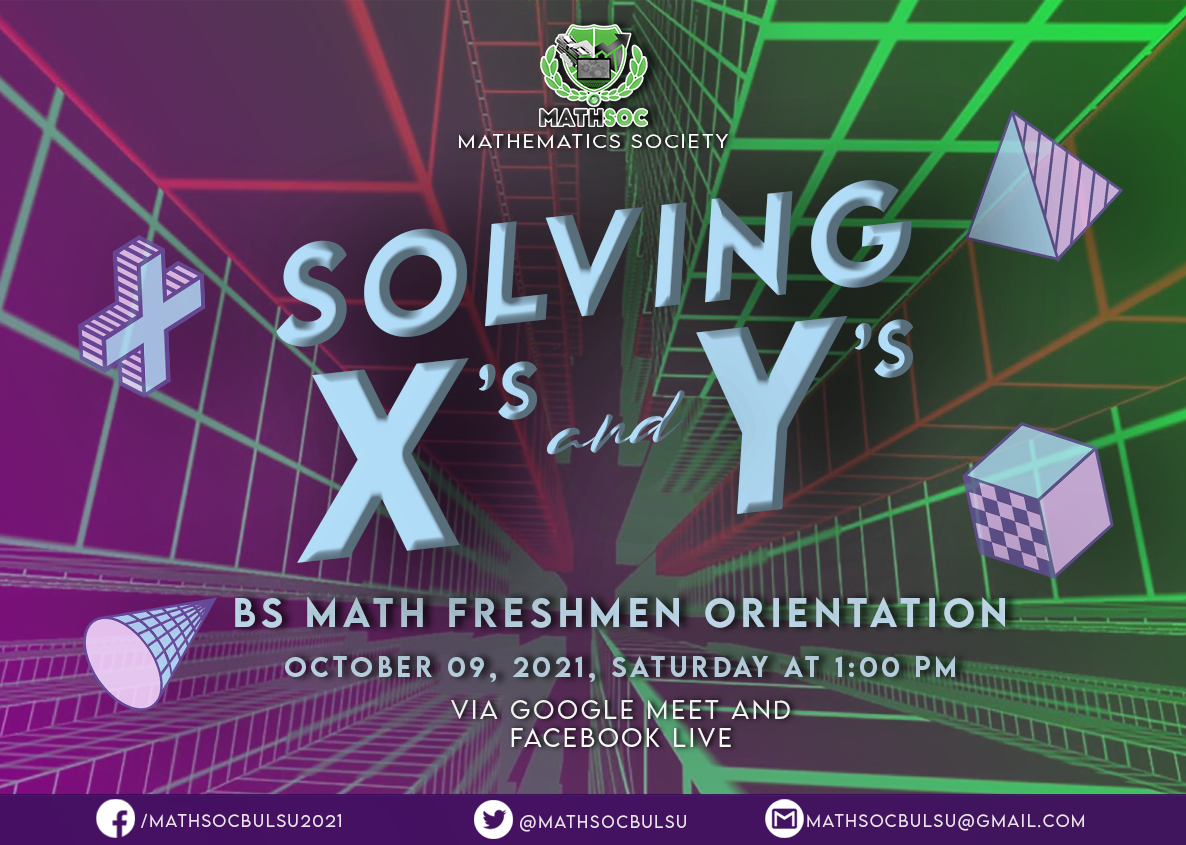 MATHSOC
MATHEMATICS SOCIETY
SOLVING
X'S and Y'S
BS MATH FRESHMEN ORIENTATION
OCTOBER 09, 2021, SATURDAY AT 1:00 PM
VIA GOOGLE MEET AND
FACEBOOK LIVE
/MATHSOCBULSU2021
@MATHSOCBULSU
MATHSOCBULSU@GMAIL.COM